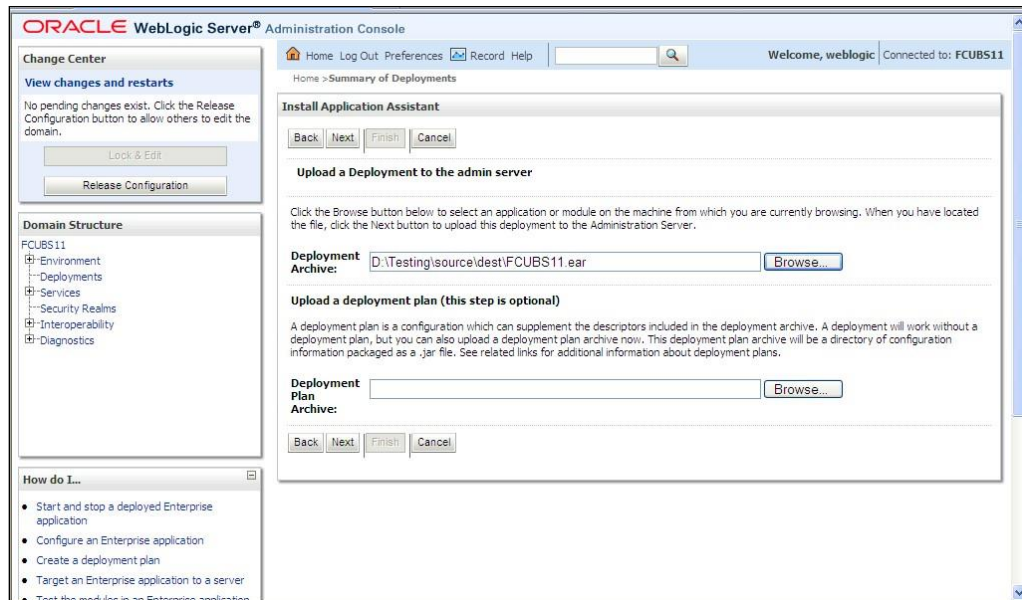 ORACLE WebLogic Server® Administration Console
Change Center
View changes and restarts
No pending changes exist. Click the Release
Configuration button to allow others to edit the
domain.
Lock & Edit
Release Configuration
Domain Structure
FCUBS11
Environment
Deployments
Services
Security Realms
Interoperability
Diagnostics
How do I...
Start and stop a deployed Enterprise
application
Configure an Enterprise application
Create a deployment plan
Target an Enterprise application to a server
Test the modules in an Enterprise application
Home Log Out Preferences Record Help
Welcome, weblogic Connected to: FCUBS11
Home >Summary of Deployments
Install Application Assistant
Back Next Finish Cancel
Upload a Deployment to the admin server
Click the Browse button below to select an application or module on the machine from which you are currently browsing. When you have located
the file, click the Next button to upload this deployment to the Administration Server.
Deployment
Archive: D:\Testing\source\dest\FCUBS11.ear Browse...
Upload a deployment plan (this step is optional)
A deployment plan is a configuration which can supplement the descriptors included in the deployment archive. A deployment will work without a
deployment plan, but you can also upload a deployment plan archive now. This deployment plan archive will be a directory of configuration
information packaged as a .jar file. See related links for additional information about deployment plans.
Deployment
Plan Browse...
Archive:
Back Next Finish Cancel